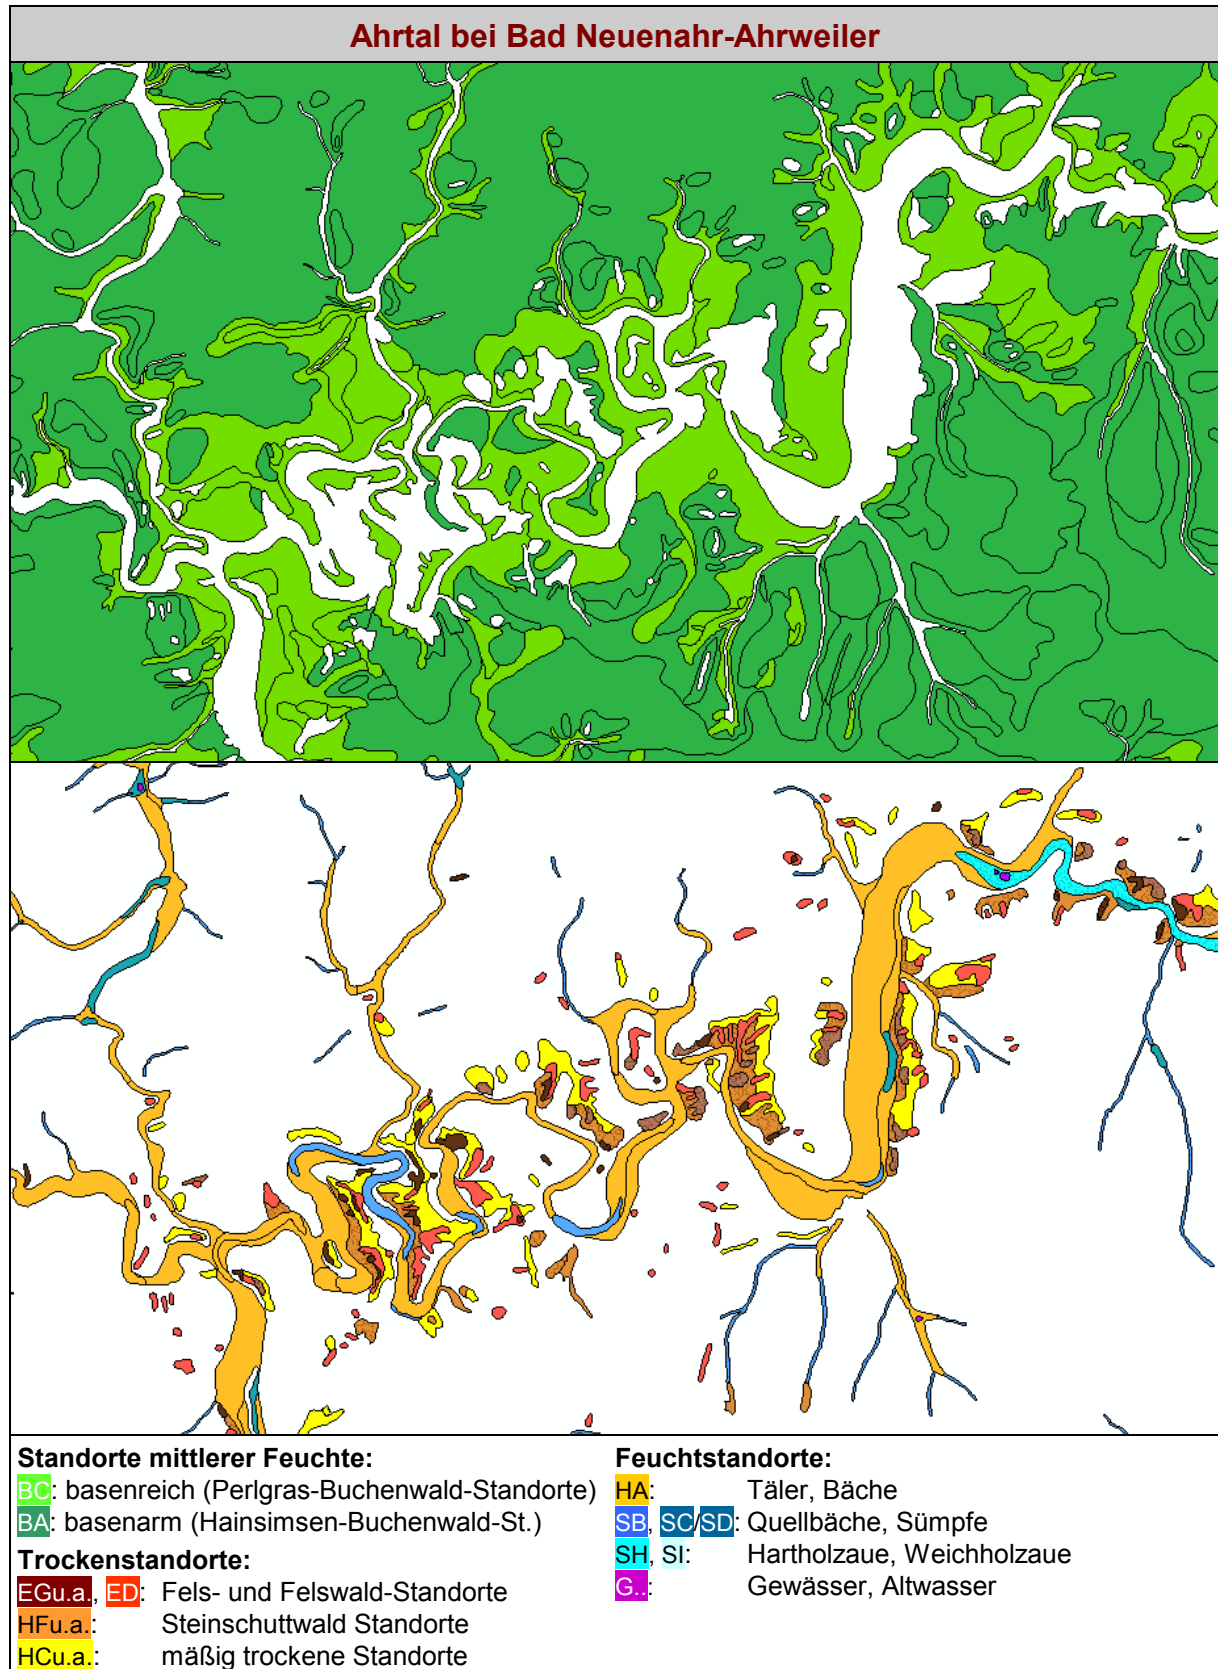 Ahrtal bei Bad Neuenahr-Ahrweiler
Standorte mittlerer Feuchte:
BC: basenreich (Perlgras-Buchenwald-Standorte)
BA: basenarm (Hainsimsen-Buchenwald-St.)
Trockenstandorte:
EGu.a., ED: Fels- und Felswald-Standorte
HFu.a.: Steinschuttwald Standorte
HCu.a.: mäßig trockene Standorte
Feuchtstandorte:
HA: Täler, Bäche
SB, SC/SD: Quellbäche, Sümpfe
SH, SI: Hartholzaue, Weichholzaue
G..: Gewässer, Altwasser